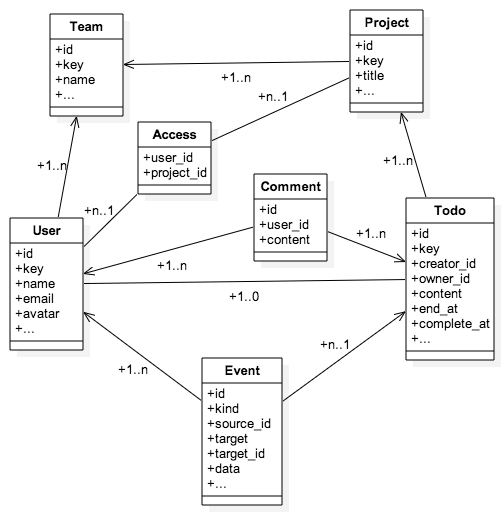 Team
+id
+key
+name
+...
Project
+id
+key
+title
+...
+1..n
+n..1
Access
+user_id
+project_id
+1..n
+1..n
Comment
+id
+user_id
+content
+n..1
+1..n
User
+id
+key
+name
+email
+avatar
+...
Todo
+id
+key
+creator_id
+owner_id
+content
+end_at
+complete_at
+...
+1..n
+1..0
+1..n
+n..1
Event
+id
+kind
+source_id
+target
+target_id
+data
+...